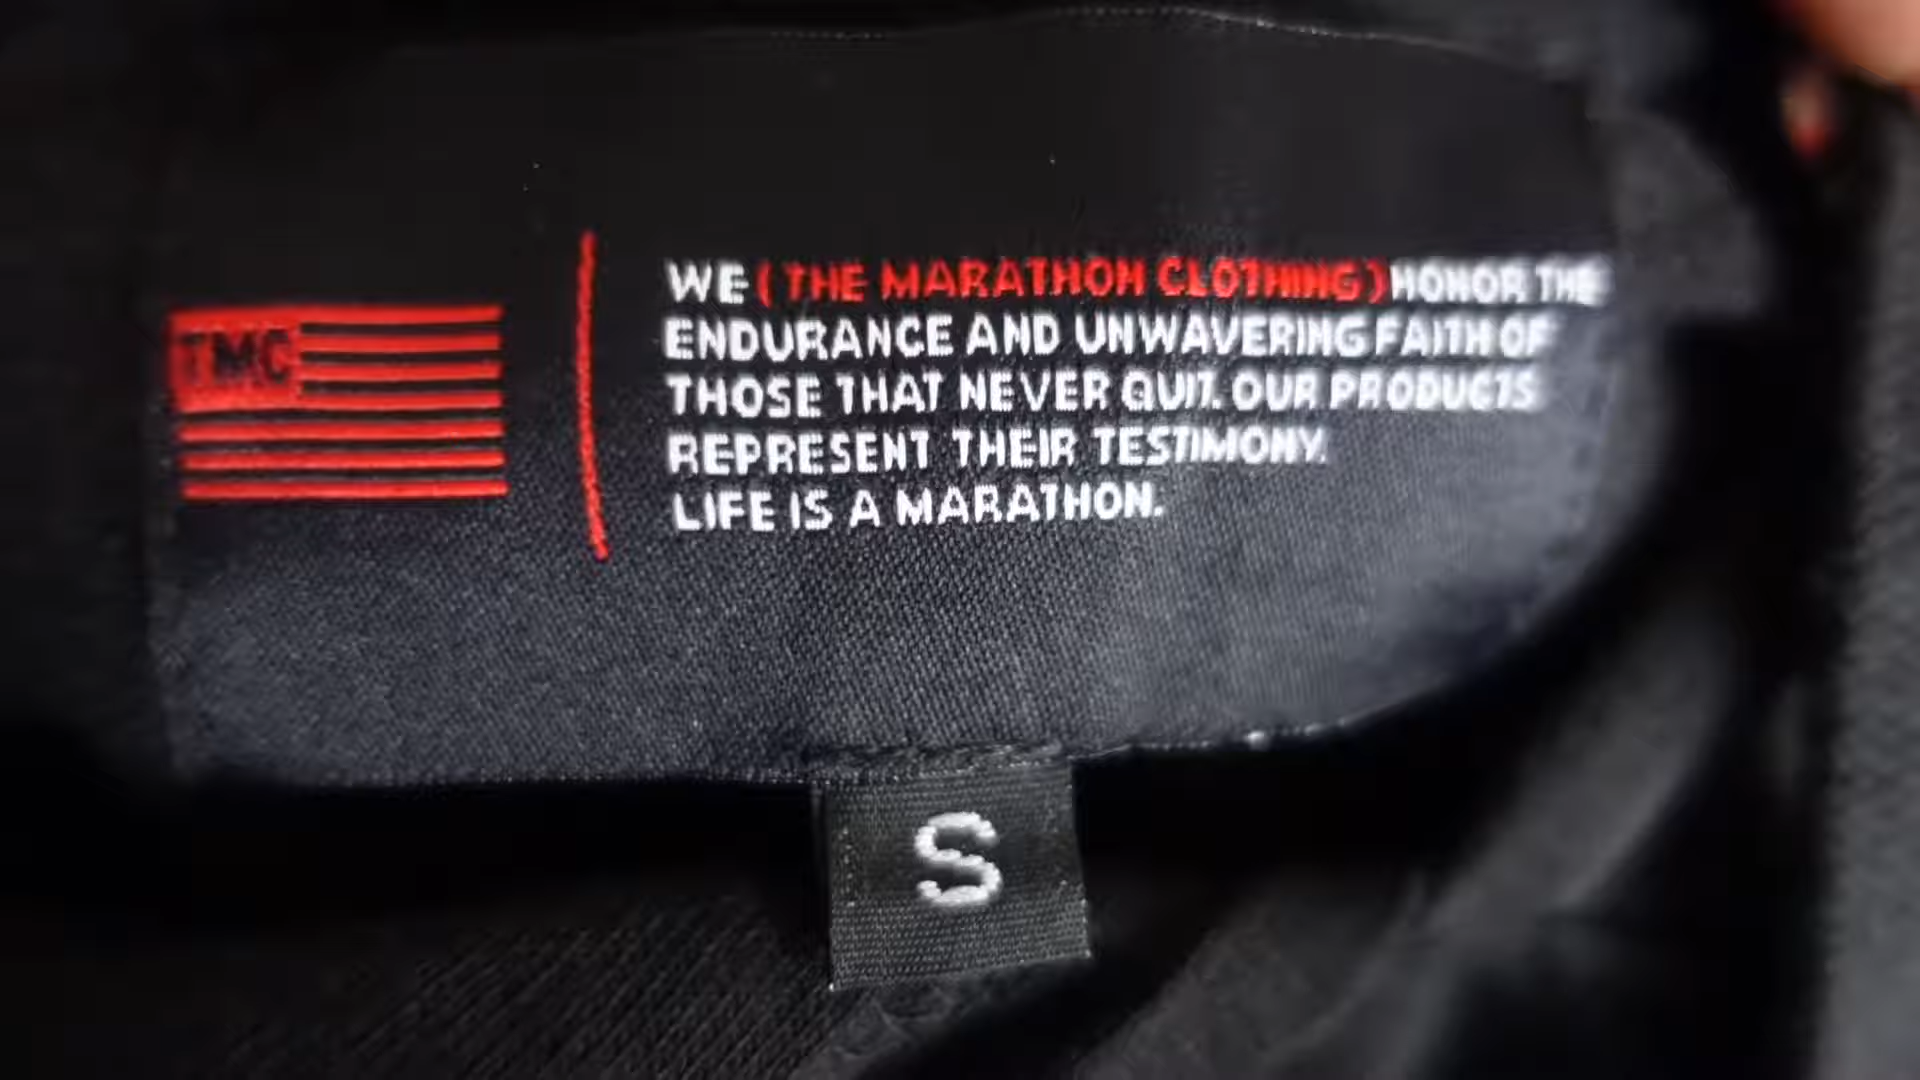 TMC
WE (THE MARATHON CLOTHING) HONOR THE
ENDURANCE AND UNWAVERING FAITH OF
THOSE THAT NEVER QUIT. OUR PRODUCTS
REPRESENT THEIR TESTIMONY.
LIFE IS A MARATHON.
S